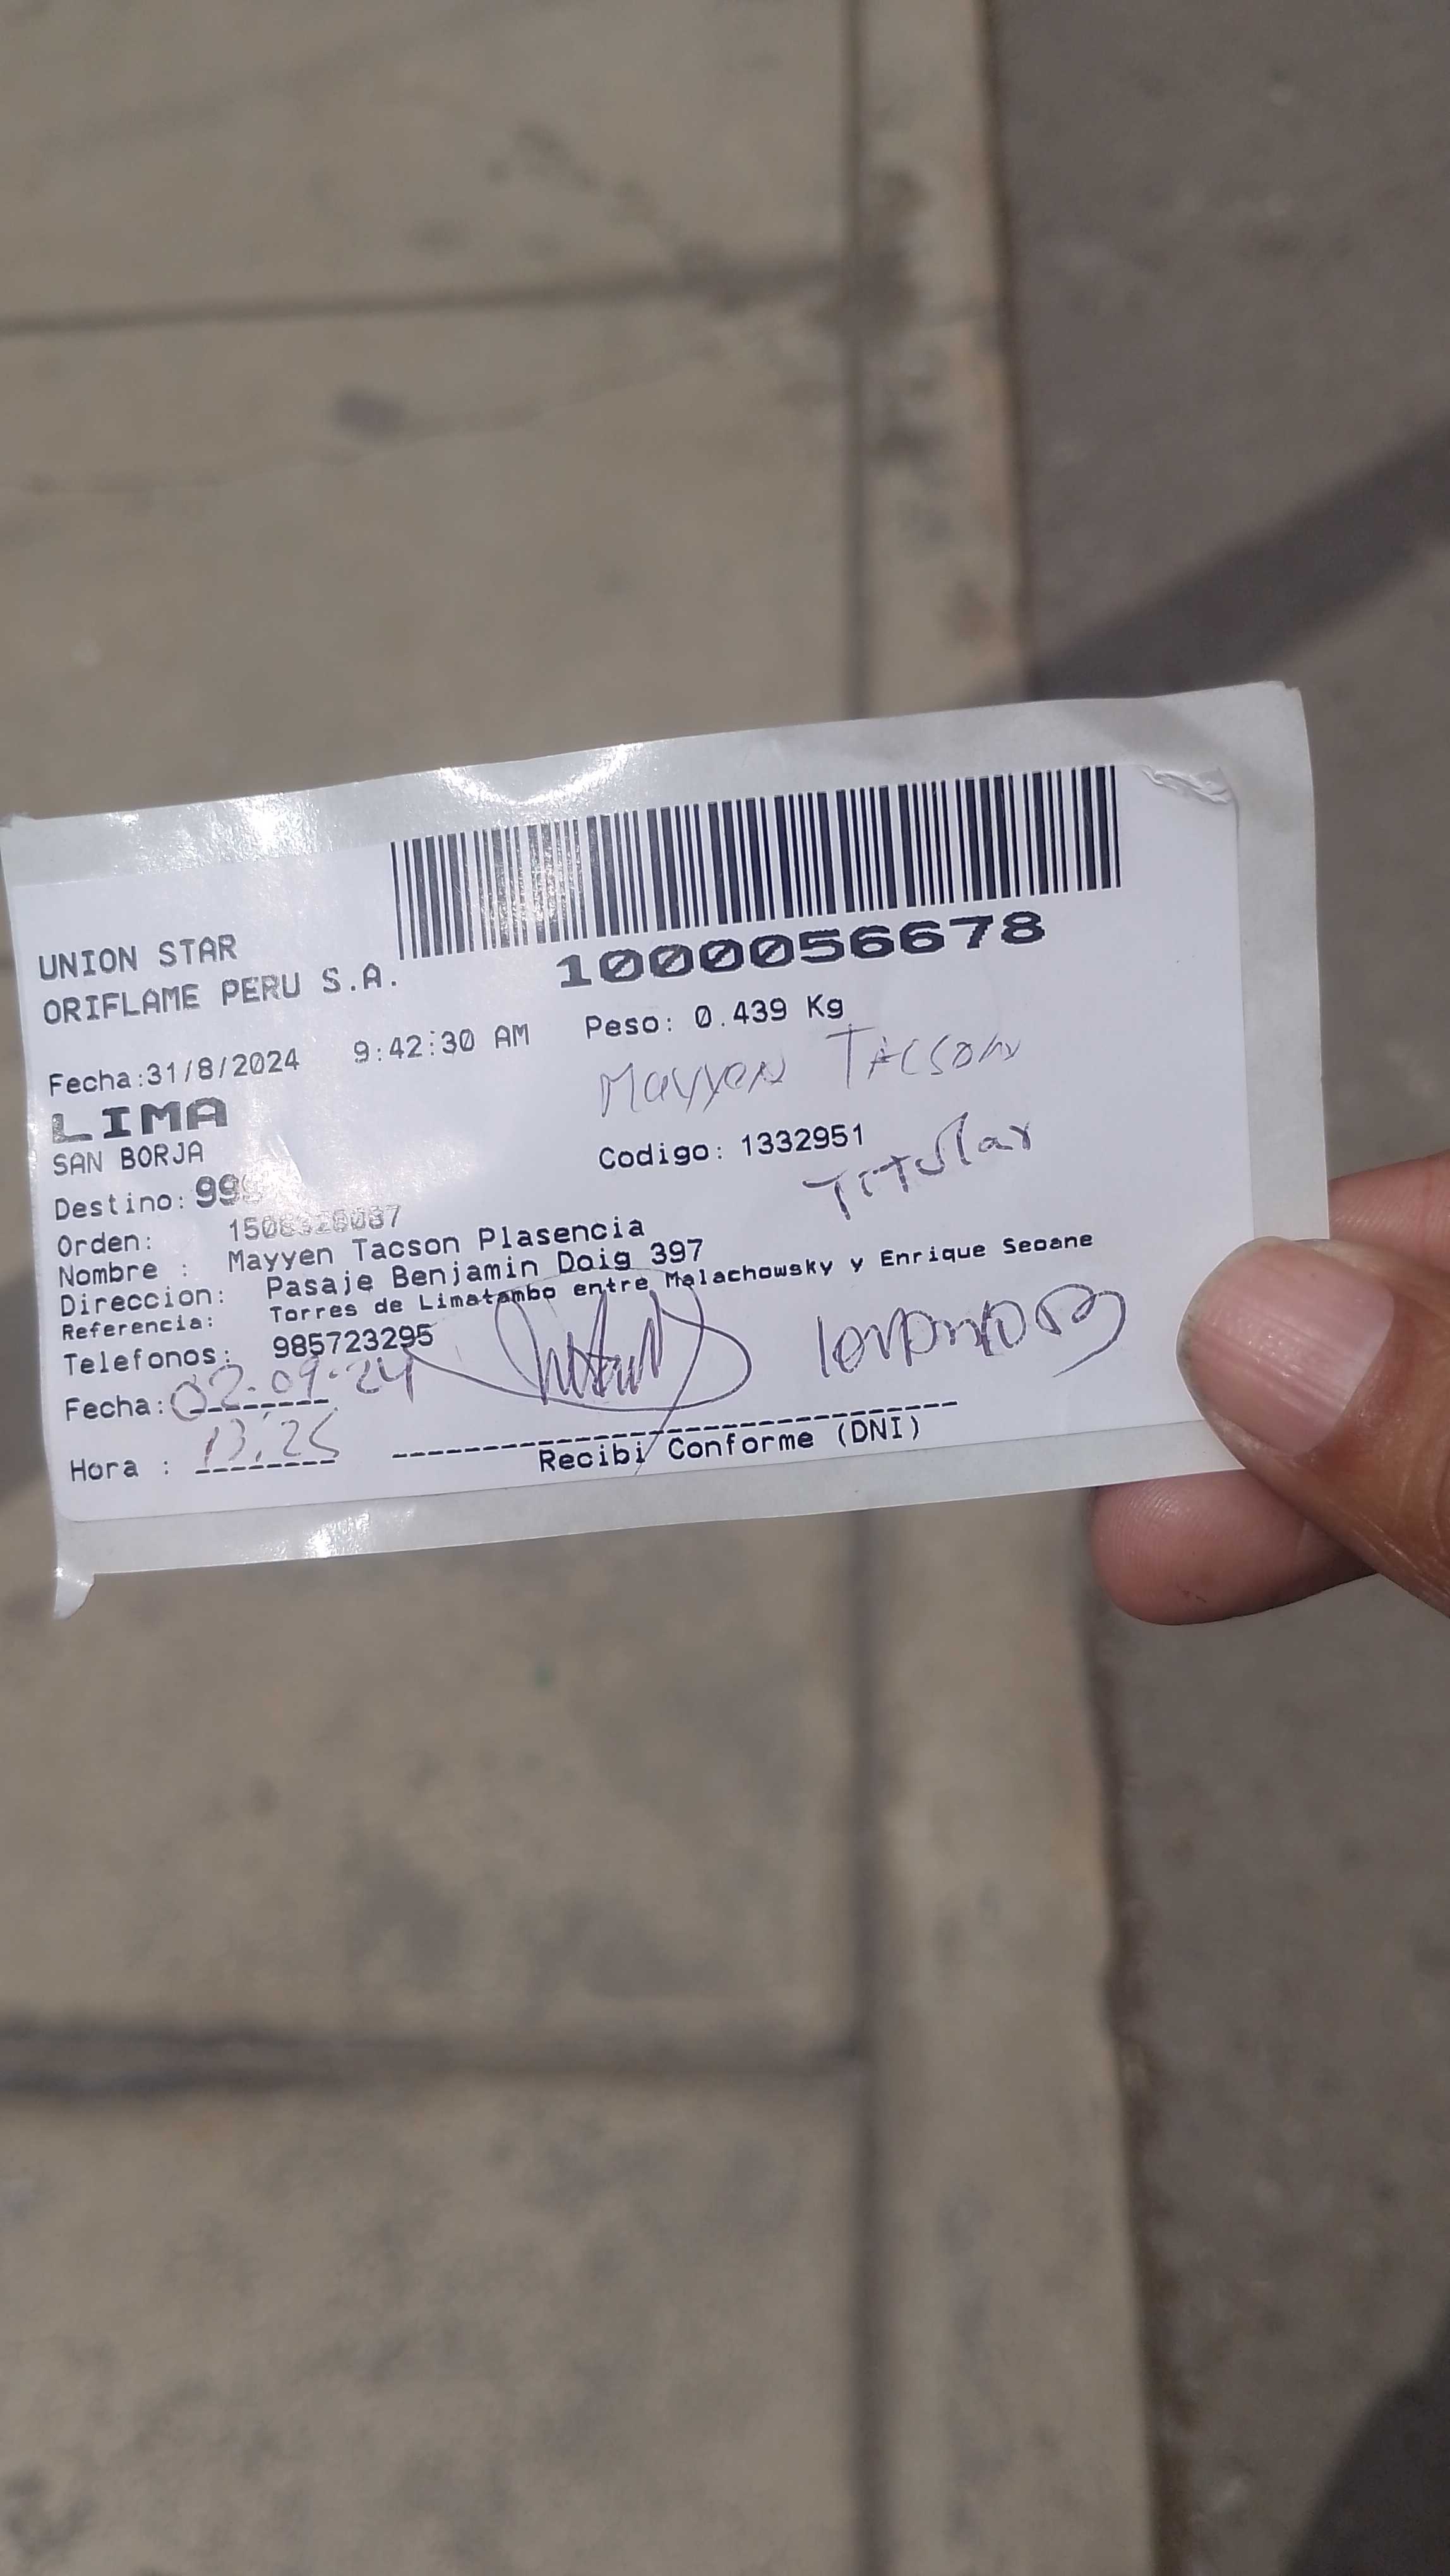 UNION STAR
ORIFLAME PERU S.A.
1000056678
Fecha:31/8/2024 9:42:30 AM Peso: 0.439 Kg
LIMA
Mayyen Tacson
SAN BORJA
Codigo: 1332951
Titular
Destino:
Orden:
Nombre : Mayyen Tacson Plasencia
Direccion: Pasaje Benjamin Doig 397
Referencia: Torres de Limatambo entre Malachowsky y Enrique Seoane
Telefonos: 985723295
Fecha: 02-09-24
Hora : 13:25
Recibi Conforme (DNI)